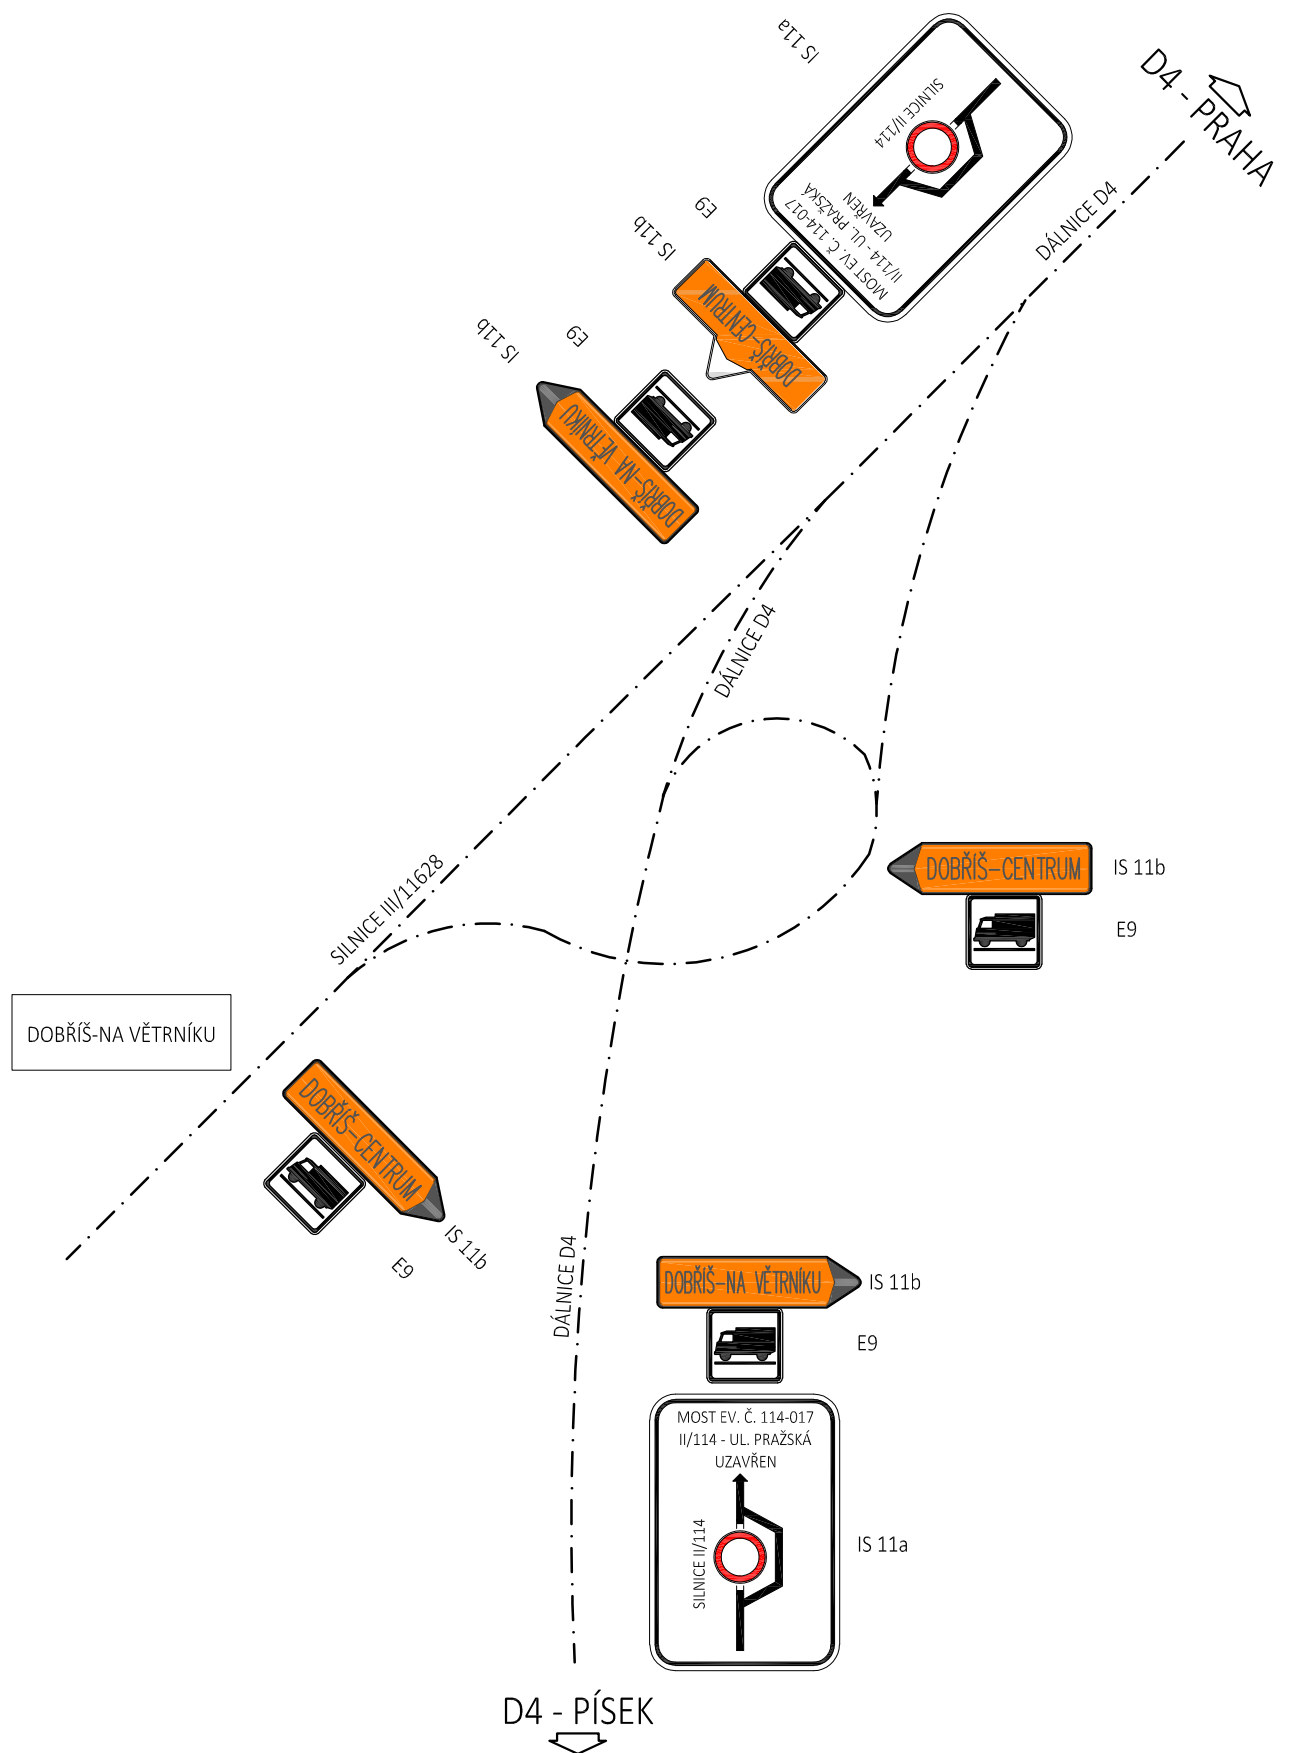 D4 - PRAHA
IS 11a
SILNICE II/114
MOST EV. Č. 114-017
II/114 - UL. PRAŽSKÁ
UZAVŘEN
DÁLNICE D4
E9
IS 11b
DOBŘÍŠ-CENTRUM
E9
IS 11b
DOBŘÍŠ-NA VĚTRNÍKU
DÁLNICE D4
SILNICE III/11628
DOBŘÍŠ-CENTRUM
IS 11b
E9
DOBŘÍŠ-NA VĚTRNÍKU
DOBŘÍŠ-CENTRUM
IS 11b
E9
DÁLNICE D4
DOBŘÍŠ-NA VĚTRNÍKU
IS 11b
E9
MOST EV. Č. 114-017
II/114 - UL. PRAŽSKÁ
UZAVŘEN
SILNICE II/114
IS 11a
D4 - PÍSEK